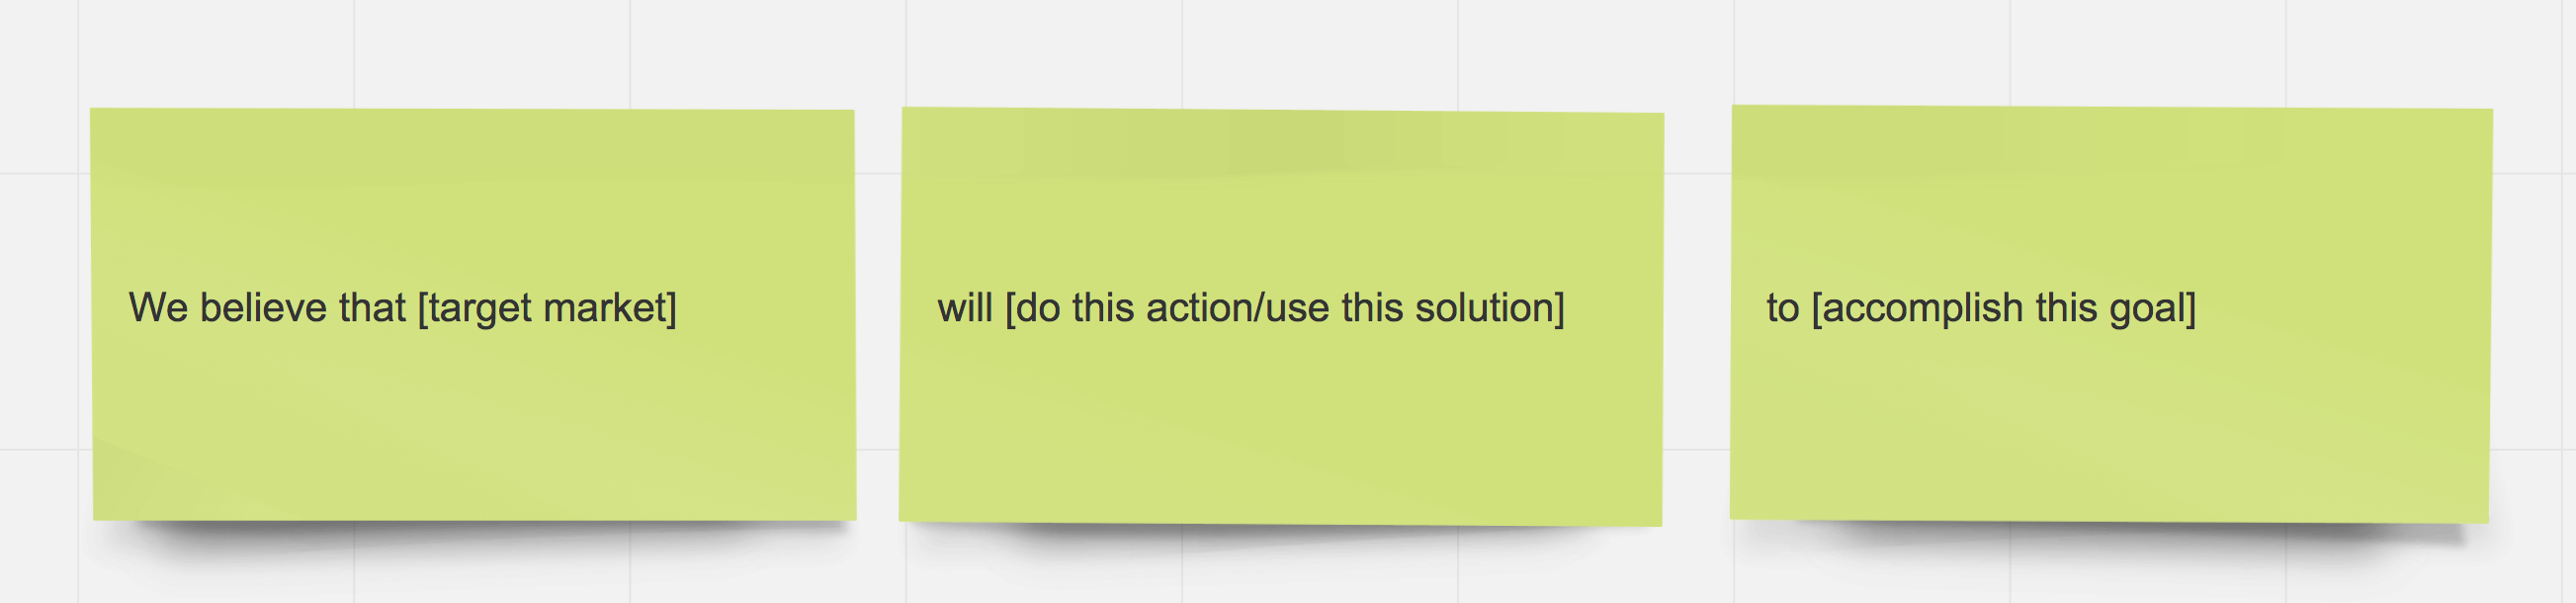 We believe that [target market]
will [do this action/use this solution]
to [accomplish this goal]